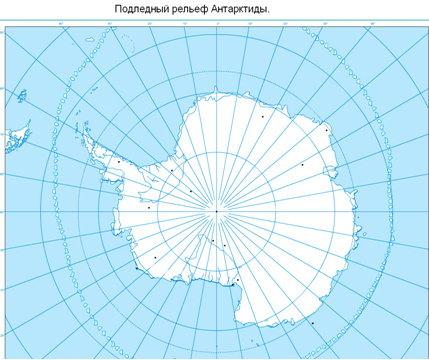 Подледный рельеф Антарктиды.